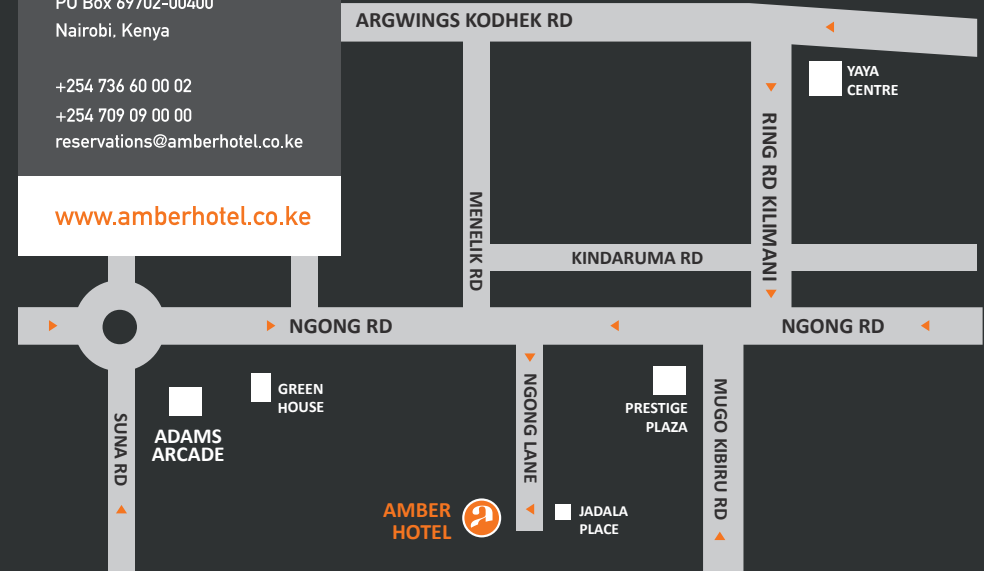 PO Box 69702-00400
Nairobi, Kenya
+254 736 60 00 02
+254 709 09 00 00
reservations@amberhotel.co.ke
www.amberhotel.co.ke
ARGWINGS KODHEK RD
YAYA
CENTRE
RING RD KILIMANI
MENELIK RD
KINDARUMA RD
NGONG RD
NGONG RD
GREEN
HOUSE
ADAMS
ARCADE
SUNA RD
NGONG LANE
PRESTIGE
PLAZA
MUGO KIBIRU RD
AMBER
HOTEL
a
JADALA
PLACE